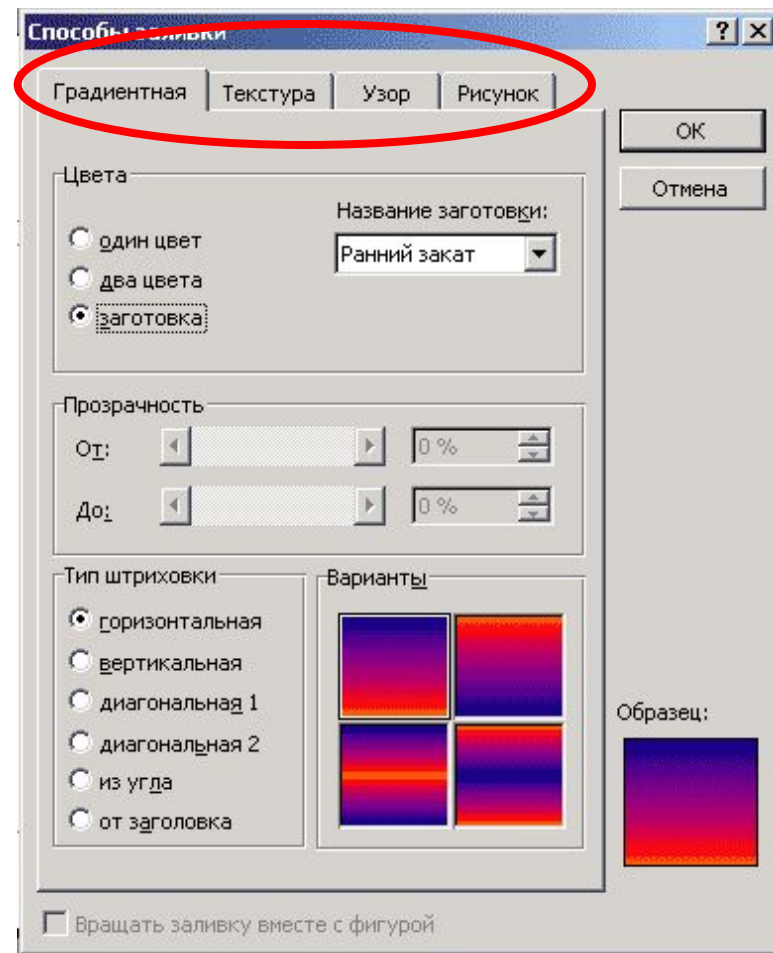 Способы заливки
Градиентная Текстура Узор Рисунок
ОК
Отмена
Цвета
Название заготовки:
один цвет
Ранний закат
два цвета
заготовка
Прозрачность
От: 0 %
До: 0 %
Тип штриховки
Варианты
горизонтальная
вертикальная
диагональная 1
диагональная 2
из угла
от заголовка
Образец:
Вращать заливку вместе с фигурой